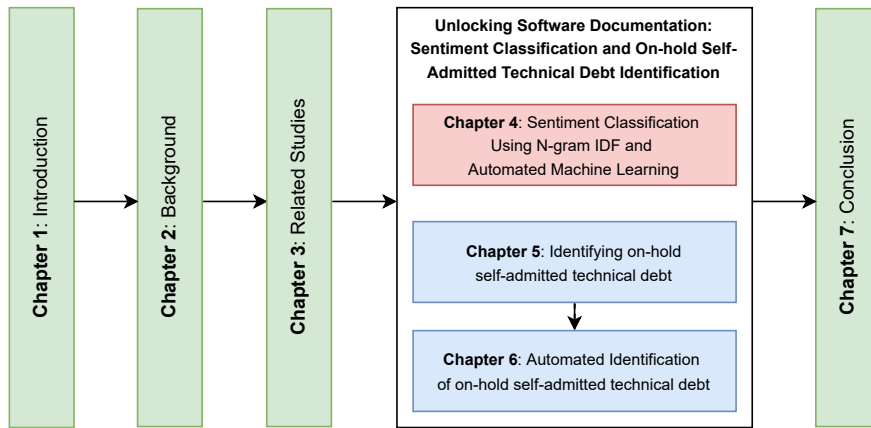 Chapter 1: Introduction
Chapter 2: Background
Chapter 3: Related Studies
Unlocking Software Documentation:
Sentiment Classification and On-hold Self-
Admitted Technical Debt Identification
Chapter 4: Sentiment Classification
Using N-gram IDF and
Automated Machine Learning
Chapter 5: Identifying on-hold
self-admitted technical debt
Chapter 6: Automated Identification
of on-hold self-admitted technical debt
Chapter 7: Conclusion